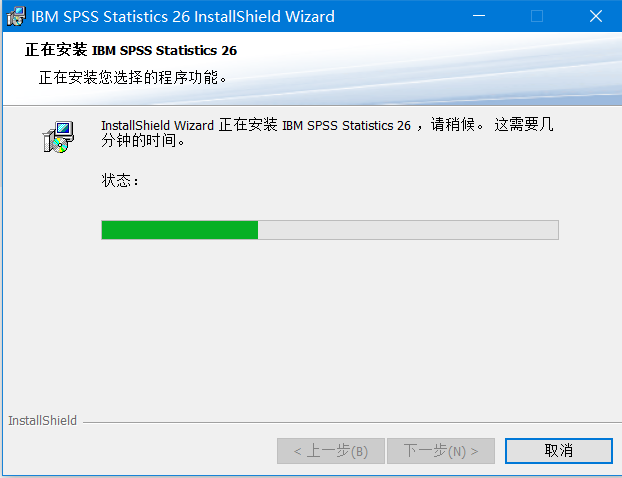 IBM SPSS Statistics 26 InstallShield Wizard
正在安装 IBM SPSS Statistics 26
正在安装您选择的程序功能。
InstallShield Wizard 正在安装 IBM SPSS Statistics 26 ，请稍候。 这需要几
分钟的时间。
状态：
InstallShield
< 上一步(B)
下一步(N) >
取消